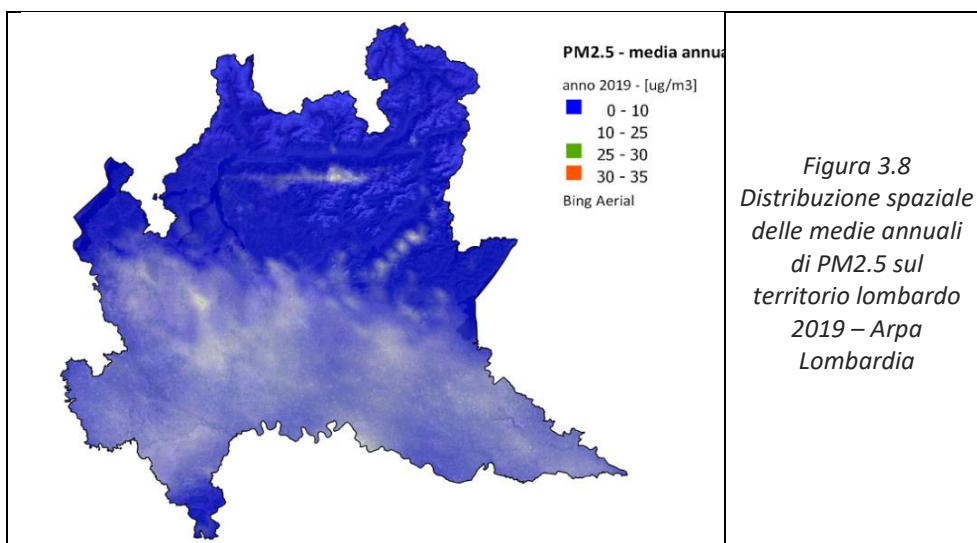 PM2.5 - media annua
anno 2019 - [ug/m3]
0 - 10
10 - 25
25 - 30
30 - 35
Bing Aerial
Figura 3.8
Distribuzione spaziale
delle medie annuali
di PM2.5 sul
territorio lombardo
2019 – Arpa
Lombardia